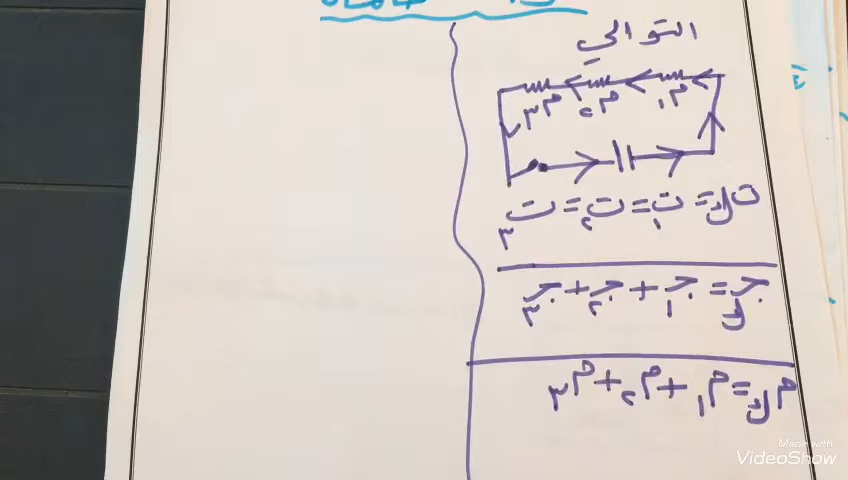 التوالي
م١ م٢ م٣
ت ك = ت١ = ت٢ = ت٣
جـ ك = جـ١ + جـ٢ + جـ٣
م ك = م١ + م٢ + م٣
Made with
VideoShow